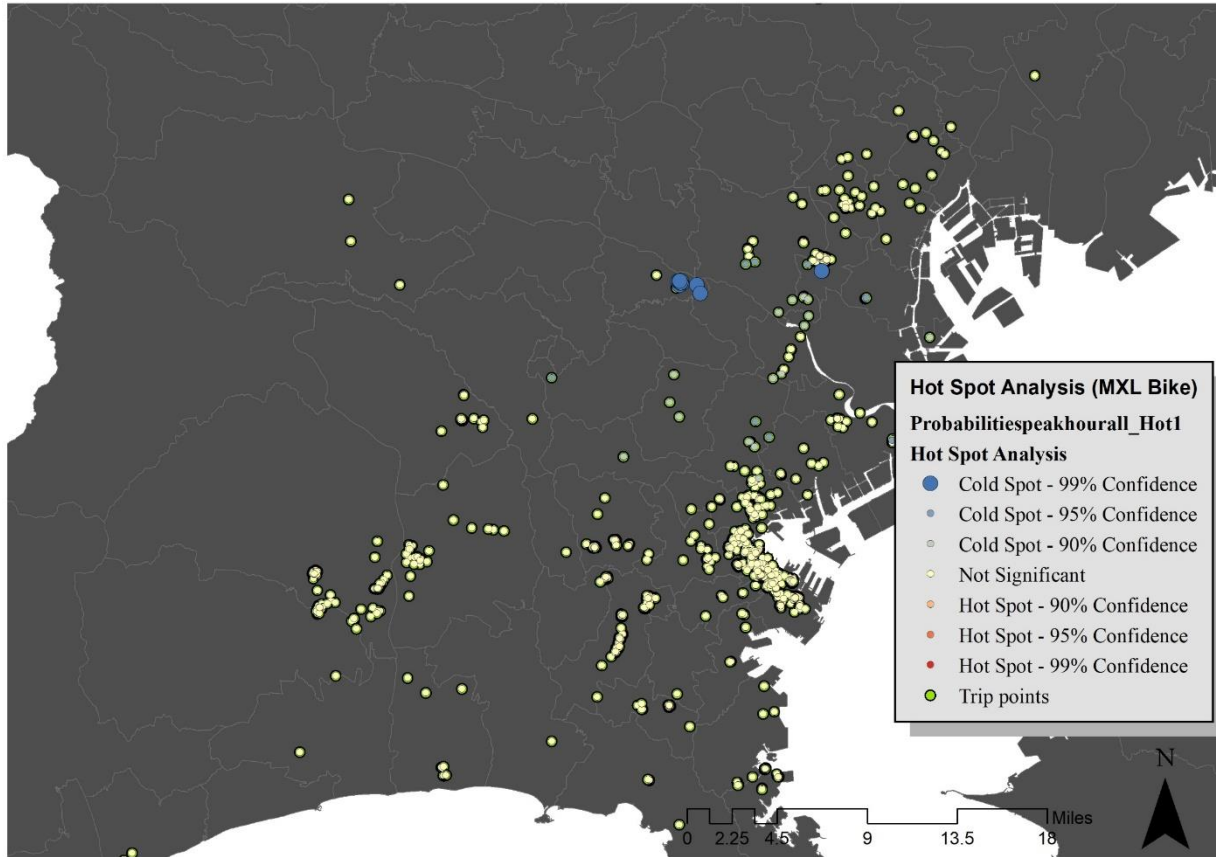 Hot Spot Analysis (MXL Bike)
Probabilitiespeakhourall_Hot1
Hot Spot Analysis
Cold Spot - 99% Confidence
Cold Spot - 95% Confidence
Cold Spot - 90% Confidence
Not Significant
Hot Spot - 90% Confidence
Hot Spot - 95% Confidence
Hot Spot - 99% Confidence
Trip points
N
Miles
0 2.25 4.5 9 13.5 18